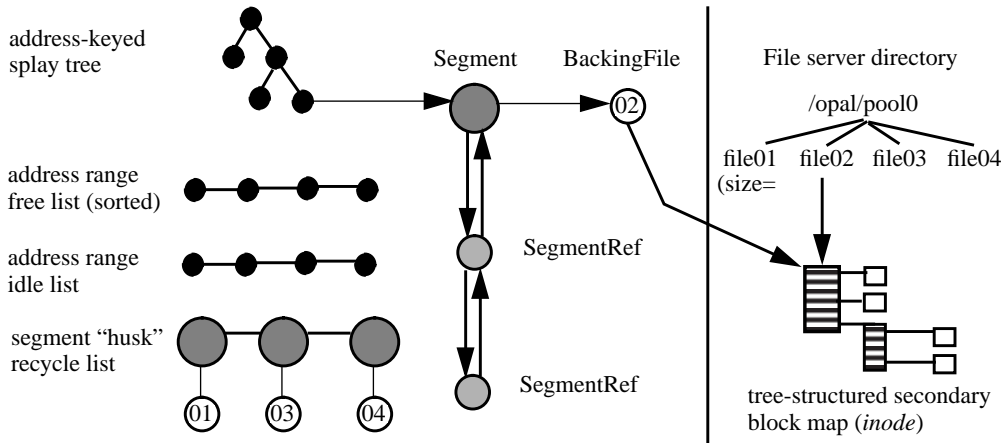 address-keyed
splay tree
Segment
BackingFile
02
File server directory
/opal/pool0
file01 file02 file03 file04
(size=
address range
free list (sorted)
address range
idle list
SegmentRef
segment “husk”
recycle list
SegmentRef
01 03 04
tree-structured secondary
block map (inode)